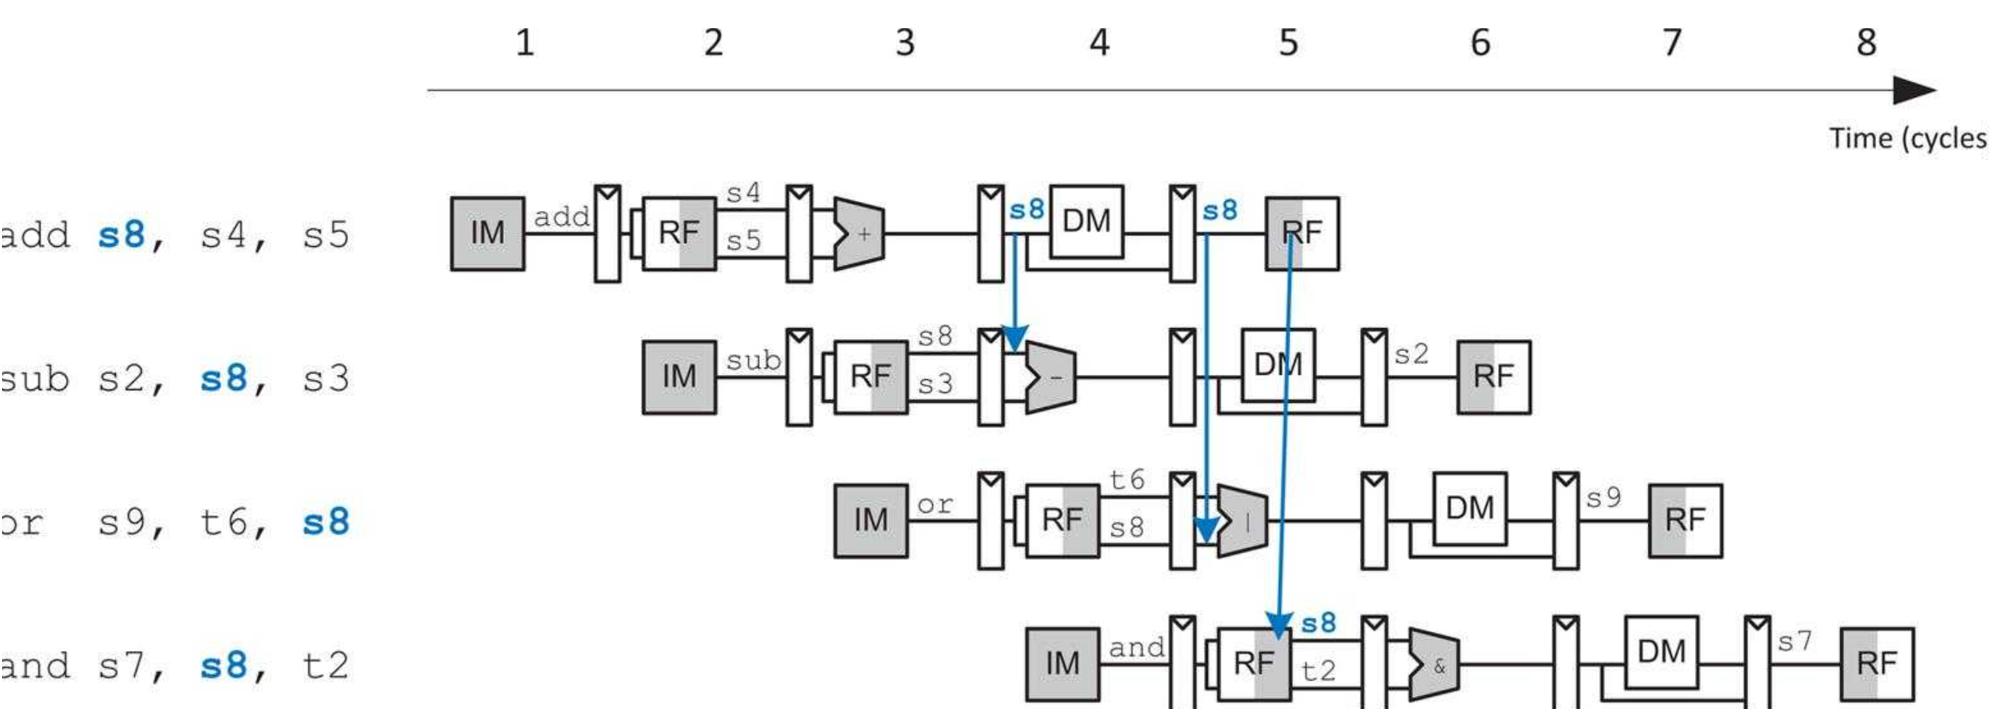 1 2 3 4 5 6 7 8
Time (cycles
add s8, s4, s5
IM add RF s4 s5 + s8 DM s8 RF
sub s2, s8, s3
IM sub RF s8 s3 - DM s2 RF
or s9, t6, s8
IM or RF t6 s8 | DM s9 RF
and s7, s8, t2
IM and RF s8 t2 & DM s7 RF